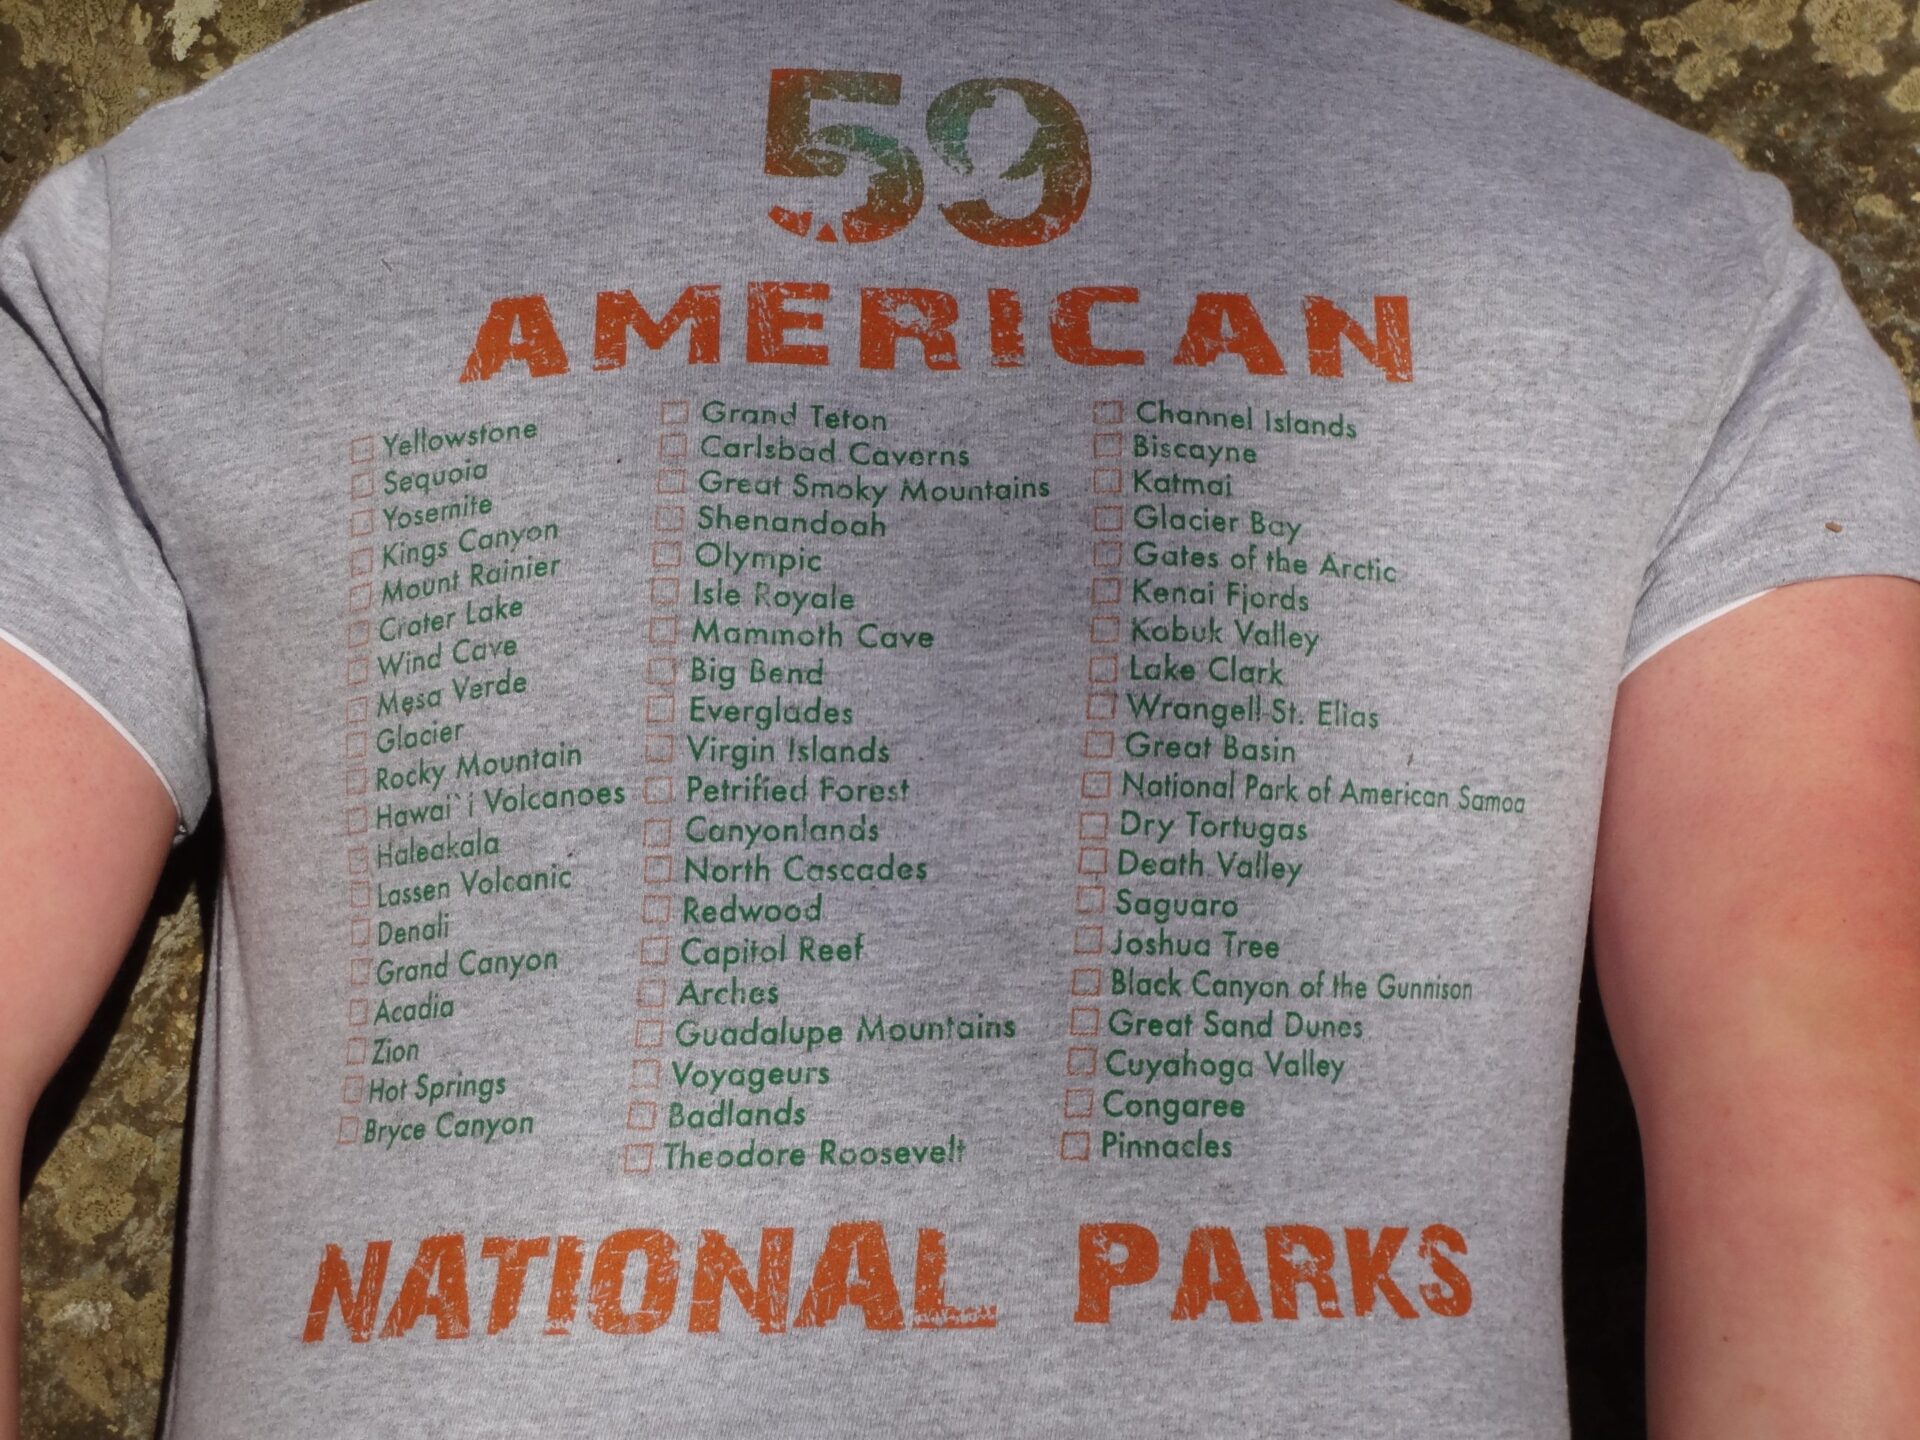 59
AMERICAN
Yellowstone
Sequoia
Yosemite
Kings Canyon
Mount Rainier
Crater Lake
Wind Cave
Mesa Verde
Glacier
Rocky Mountain
Hawai`i Volcanoes
Haleakala
Lassen Volcanic
Denali
Grand Canyon
Acadia
Zion
Hot Springs
Bryce Canyon
Grand Teton
Carlsbad Caverns
Great Smoky Mountains
Shenandoah
Olympic
Isle Royale
Mammoth Cave
Big Bend
Everglades
Virgin Islands
Petrified Forest
Canyonlands
North Cascades
Redwood
Capitol Reef
Arches
Guadalupe Mountains
Voyageurs
Badlands
Theodore Roosevelt
Channel Islands
Biscayne
Katmai
Glacier Bay
Gates of the Arctic
Kenai Fjords
Kobuk Valley
Lake Clark
Wrangell-St. Elias
Great Basin
National Park of American Samoa
Dry Tortugas
Death Valley
Saguaro
Joshua Tree
Black Canyon of the Gunnison
Great Sand Dunes
Cuyahoga Valley
Congaree
Pinnacles
NATIONAL PARKS